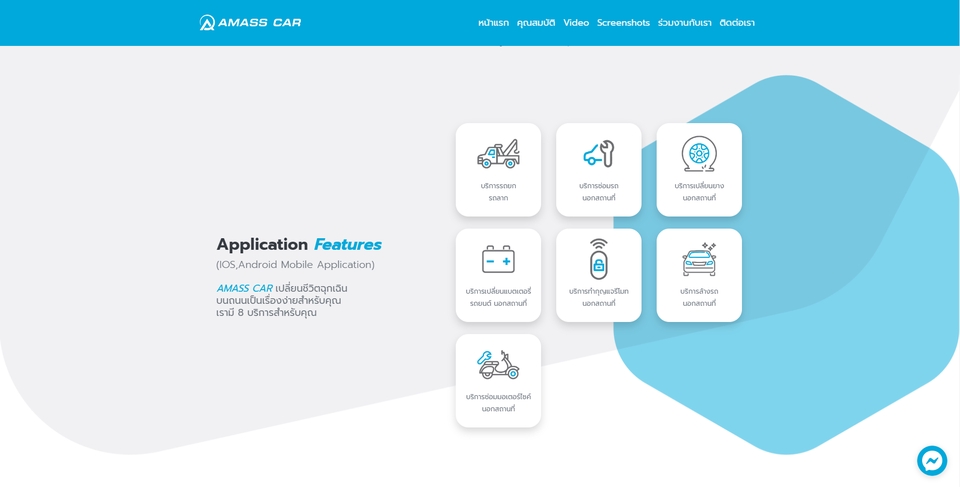 AMASS CAR
หน้าแรก คุณสมบัติ Video Screenshots ร่วมงานกับเรา ติดต่อเรา
บริการรถยก
รถลาก
บริการซ่อมรถ
นอกสถานที่
บริการเปลี่ยนยาง
นอกสถานที่
Application Features
(IOS,Android Mobile Application)
AMASS CAR เปลี่ยนชีวิตฉุกเฉิน
บนถนนเป็นเรื่องง่ายสำหรับคุณ
เรามี 8 บริการสำหรับคุณ
บริการเปลี่ยนแบตเตอรี่
รถยนต์ นอกสถานที่
บริการทำกุญแจรีโมท
นอกสถานที่
บริการล้างรถ
นอกสถานที่
บริการซ่อมมอเตอร์ไซค์
นอกสถานที่